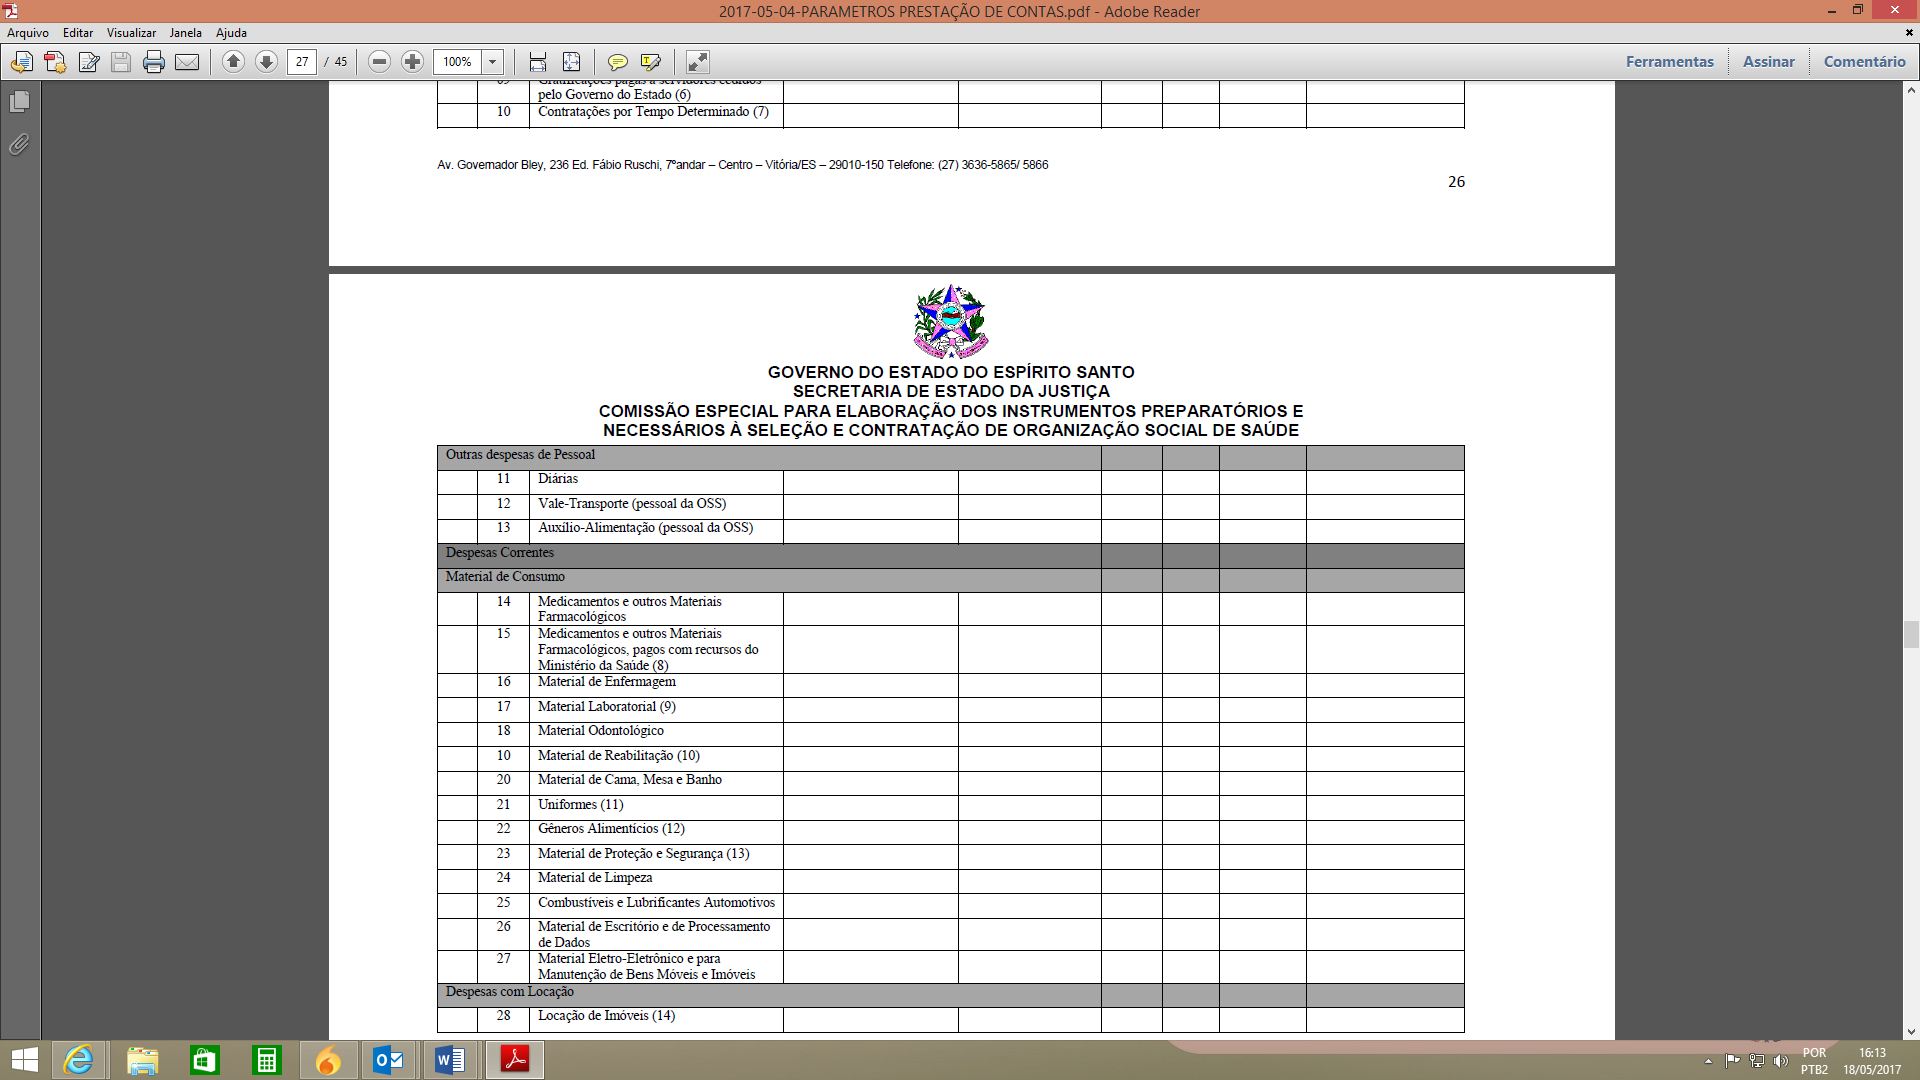 2017-05-04-PARAMETROS PRESTAÇÃO DE CONTAS.pdf - Adobe Reader
Arquivo Editar Visualizar Janela Ajuda
27 / 45 100% Ferramentas Assinar Comentário
09 Gratificações pagas a servidores cedidos
pelo Governo do Estado (6)
10 Contratações por Tempo Determinado (7)
Av. Governador Bley, 236 Ed. Fábio Ruschi, 7ºandar – Centro – Vitória/ES – 29010-150 Telefone: (27) 3636-5865/ 5866
26
GOVERNO DO ESTADO DO ESPÍRITO SANTO
SECRETARIA DE ESTADO DA JUSTIÇA
COMISSÃO ESPECIAL PARA ELABORAÇÃO DOS INSTRUMENTOS PREPARATÓRIOS E
NECESSÁRIOS À SELEÇÃO E CONTRATAÇÃO DE ORGANIZAÇÃO SOCIAL DE SAÚDE
Outras despesas de Pessoal
11 Diárias
12 Vale-Transporte (pessoal da OSS)
13 Auxílio-Alimentação (pessoal da OSS)
Despesas Correntes
Material de Consumo
14 Medicamentos e outros Materiais
Farmacológicos
15 Medicamentos e outros Materiais
Farmacológicos, pagos com recursos do
Ministério da Saúde (8)
16 Material de Enfermagem
17 Material Laboratorial (9)
18 Material Odontológico
10 Material de Reabilitação (10)
20 Material de Cama, Mesa e Banho
21 Uniformes (11)
22 Gêneros Alimentícios (12)
23 Material de Proteção e Segurança (13)
24 Material de Limpeza
25 Combustíveis e Lubrificantes Automotivos
26 Material de Escritório e de Processamento
de Dados
27 Material Eletro-Eletrônico e para
Manutenção de Bens Móveis e Imóveis
Despesas com Locação
28 Locação de Imóveis (14)
POR 16:13
PTB2 18/05/2017